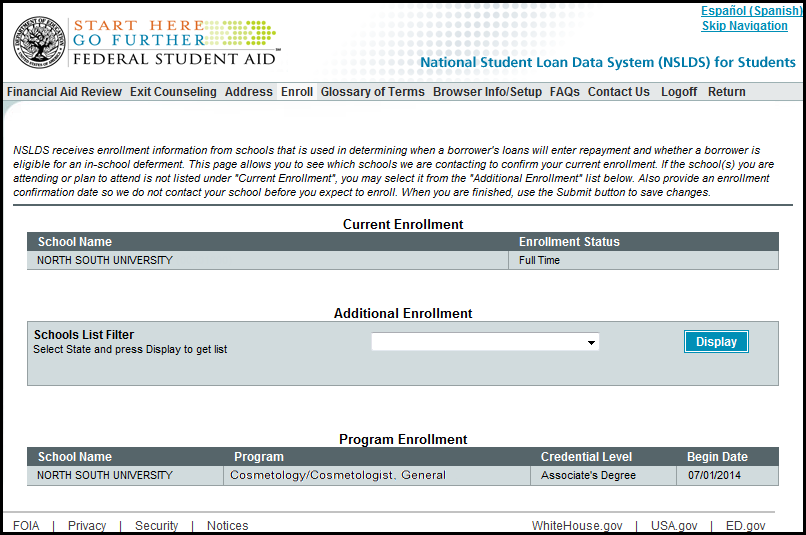 Español (Spanish)
Skip Navigation
START HERE
GO FURTHER
FEDERAL STUDENT AID
National Student Loan Data System (NSLDS) for Students
Financial Aid Review Exit Counseling Address Enroll Glossary of Terms Browser Info/Setup FAQs Contact Us Logoff Return
NSLDS receives enrollment information from schools that is used in determining when a borrower's loans will enter repayment and whether a borrower is
eligible for an in-school deferment. This page allows you to see which schools we are contacting to confirm your current enrollment. If the school(s) you are
attending or plan to attend is not listed under "Current Enrollment", you may select it from the "Additional Enrollment" list below. Also provide an enrollment
confirmation date so we do not contact your school before you expect to enroll. When you are finished, use the Submit button to save changes.
Current Enrollment
School Name Enrollment Status
NORTH SOUTH UNIVERSITY Full Time
Additional Enrollment
Schools List Filter
Select State and press Display to get list
Display
Program Enrollment
School Name Program Credential Level Begin Date
NORTH SOUTH UNIVERSITY Cosmetology/Cosmetologist, General Associate's Degree 07/01/2014
FOIA | Privacy | Security | Notices WhiteHouse.gov | USA.gov | ED.gov